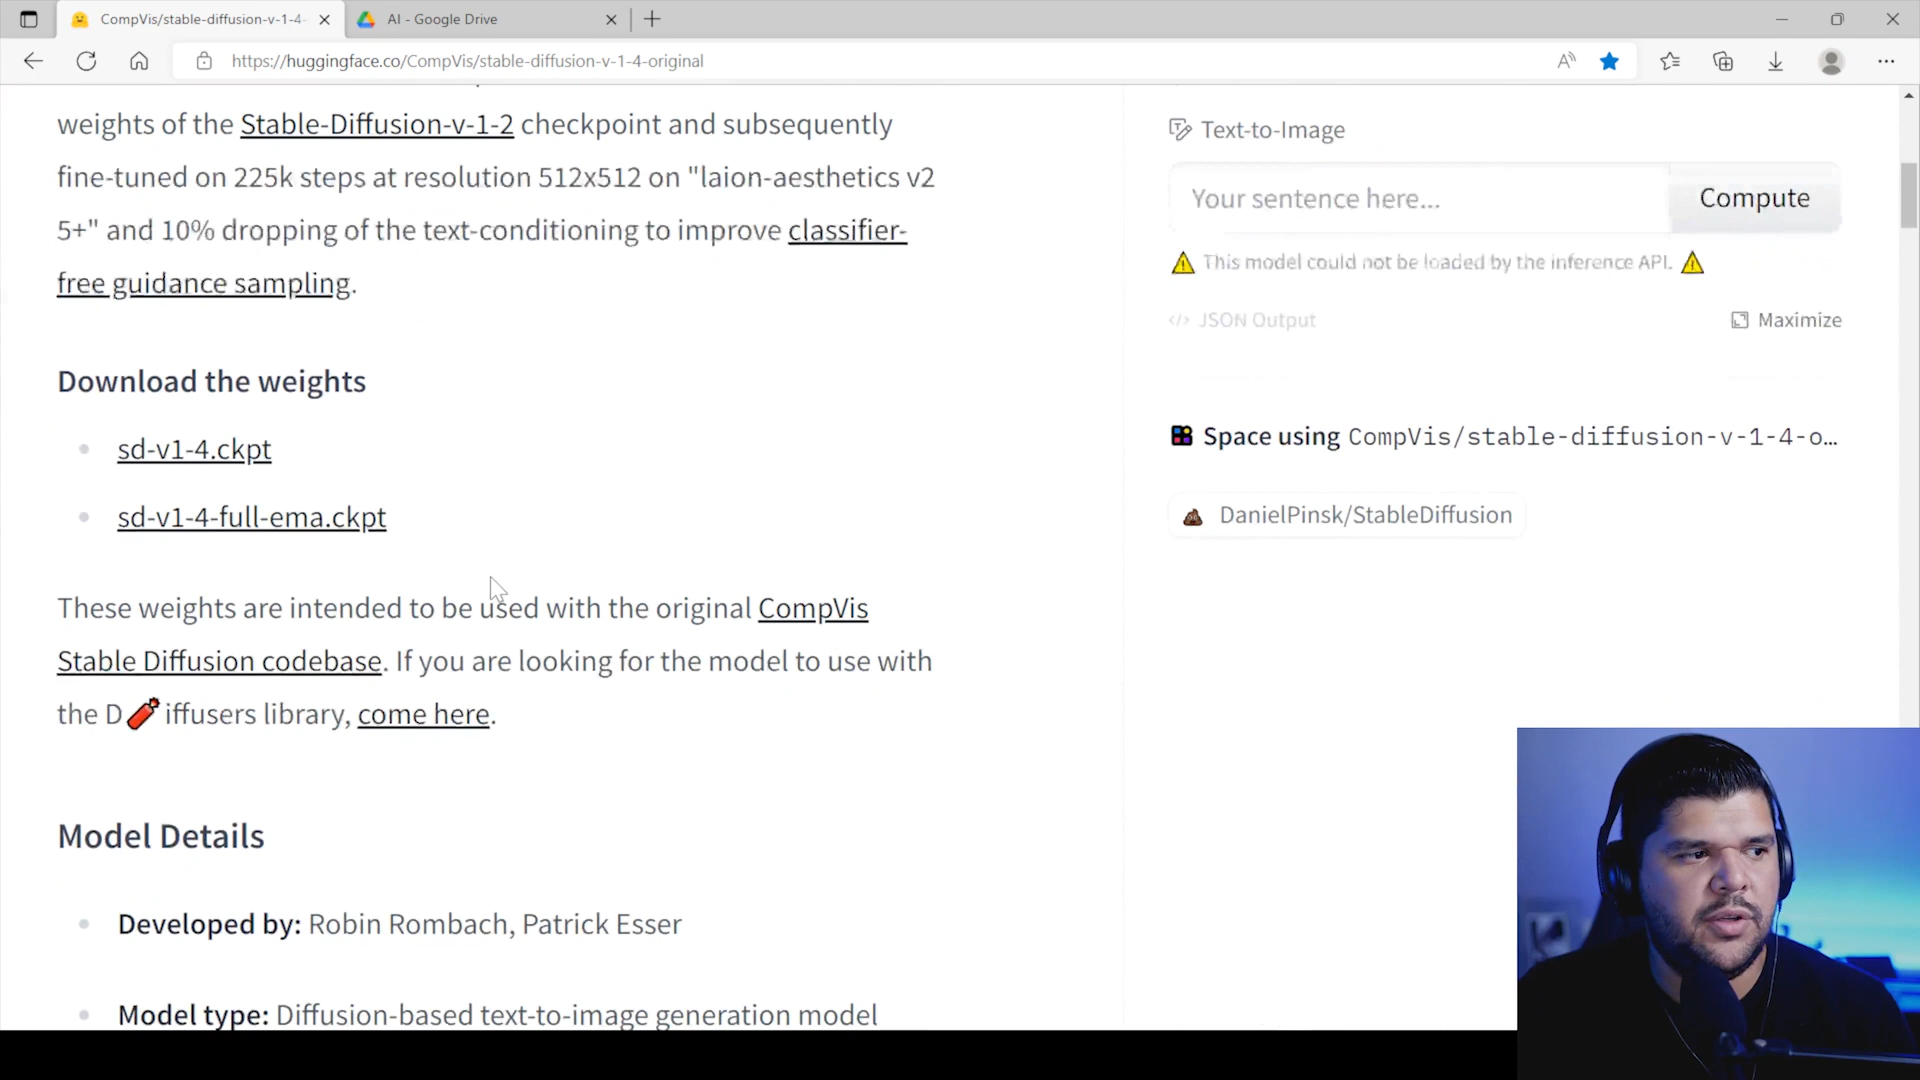 CompVis/stable-diffusion-v-1-4-
AI - Google Drive
https://huggingface.co/CompVis/stable-diffusion-v-1-4-original
weights of the Stable-Diffusion-v-1-2 checkpoint and subsequently
fine-tuned on 225k steps at resolution 512x512 on "laion-aesthetics v2
5+" and 10% dropping of the text-conditioning to improve classifier-
free guidance sampling.
Download the weights
sd-v1-4.ckpt
sd-v1-4-full-ema.ckpt
These weights are intended to be used with the original CompVis
Stable Diffusion codebase. If you are looking for the model to use with
the D🧨iffusers library, come here.
Model Details
Developed by: Robin Rombach, Patrick Esser
Model type: Diffusion-based text-to-image generation model
Text-to-Image
Your sentence here...
Compute
⚠️ This model could not be loaded by the inference API. ⚠️
</> JSON Output
Maximize
Space using CompVis/stable-diffusion-v-1-4-o…
💩 DanielPinsk/StableDiffusion